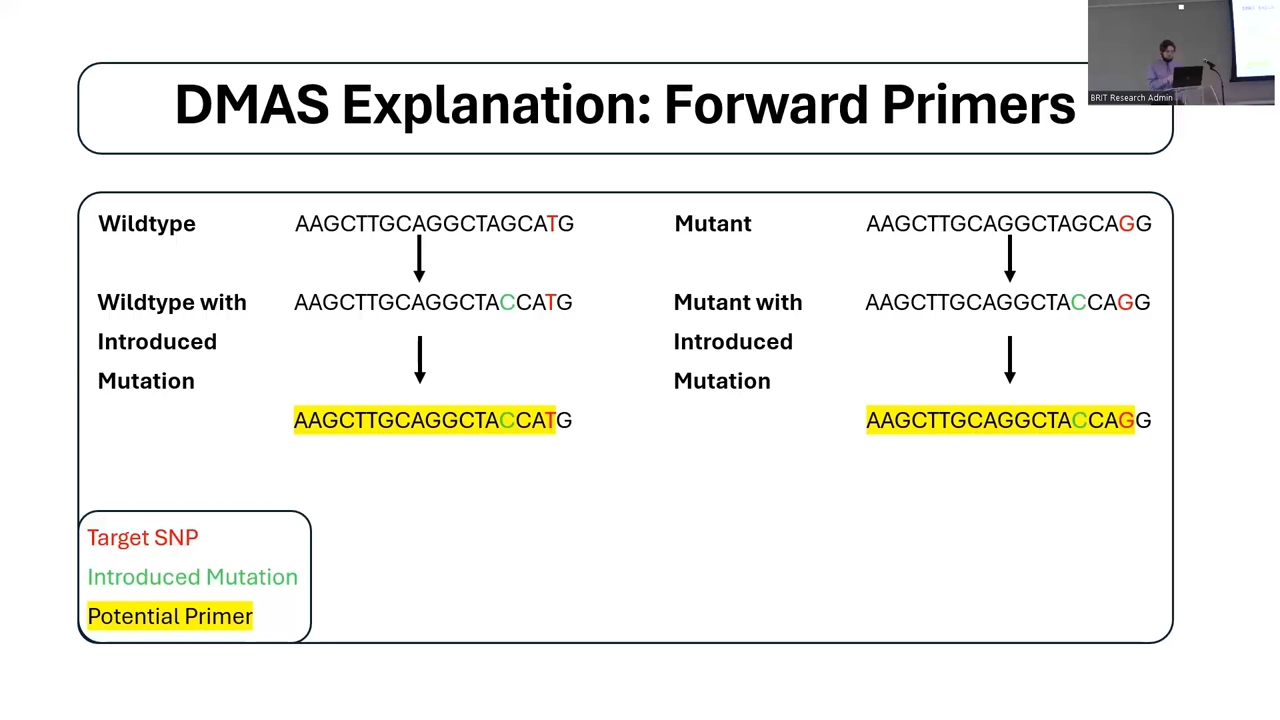 DMAS Explanation: Forward Primers
BRIT Research Admin
Wildtype
AAGCTTGCAGGCTAGCATG
Mutant
AAGCTTGCAGGCTAGCAGG
Wildtype with
Introduced
Mutation
AAGCTTGCAGGCTACCATG
Mutant with
Introduced
Mutation
AAGCTTGCAGGCTACCAGG
AAGCTTGCAGGCTACCATG
AAGCTTGCAGGCTACCAGG
Target SNP
Introduced Mutation
Potential Primer